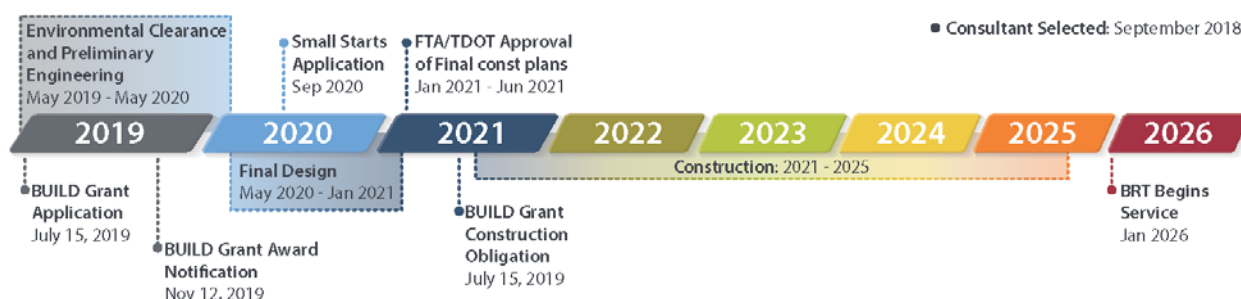 Environmental Clearance
and Preliminary
Engineering
May 2019 - May 2020
Small Starts
Application
Sep 2020
FTA/TDOT Approval
of Final const plans
Jan 2021 - Jun 2021
Consultant Selected: September 2018
2019
2020
2021
2022
2023
2024
2025
2026
BUILD Grant
Application
July 15, 2019
BUILD Grant Award
Notification
Nov 12, 2019
Final Design
May 2020 - Jan 2021
BUILD Grant
Construction
Obligation
July 15, 2019
Construction: 2021 - 2025
BRT Begins
Service
Jan 2026